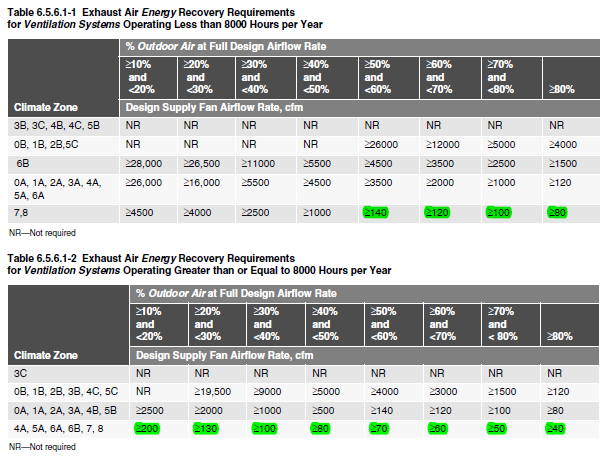 Table 6.5.6.1-1 Exhaust Air Energy Recovery Requirements
for Ventilation Systems Operating Less than 8000 Hours per Year
% Outdoor Air at Full Design Airflow Rate
≥10% and <20% ≥20% and <30% ≥30% and <40% ≥40% and <50% ≥50% and <60% ≥60% and <70% ≥70% and <80% ≥80%
Climate Zone Design Supply Fan Airflow Rate, cfm
3B, 3C, 4B, 4C, 5B NR NR NR NR NR NR NR NR
0B, 1B, 2B,5C NR NR NR NR ≥26000 ≥12000 ≥5000 ≥4000
6B ≥28,000 ≥26,500 ≥11000 ≥5500 ≥4500 ≥3500 ≥2500 ≥1500
0A, 1A, 2A, 3A, 4A, 5A, 6A ≥26,000 ≥16,000 ≥5500 ≥4500 ≥3500 ≥2000 ≥1000 ≥120
7,8 ≥4500 ≥4000 ≥2500 ≥1000 ≥140 ≥120 ≥100 ≥80
NR—Not required
Table 6.5.6.1-2 Exhaust Air Energy Recovery Requirements
for Ventilation Systems Operating Greater than or Equal to 8000 Hours per Year
% Outdoor Air at Full Design Airflow Rate
≥10% and <20% ≥20% and <30% ≥30% and <40% ≥40% and <50% ≥50% and <60% ≥60% and <70% ≥70% and < 80% ≥80%
Climate Zone Design Supply Fan Airflow Rate, cfm
3C NR NR NR NR NR NR NR NR
0B, 1B, 2B, 3B, 4C, 5C NR ≥19,500 ≥9000 ≥5000 ≥4000 ≥3000 ≥1500 ≥120
0A, 1A, 2A, 3A, 4B, 5B ≥2500 ≥2000 ≥1000 ≥500 ≥140 ≥120 ≥100 ≥80
4A, 5A, 6A, 6B, 7, 8 ≥200 ≥130 ≥100 ≥80 ≥70 ≥60 ≥50 ≥40
NR—Not required